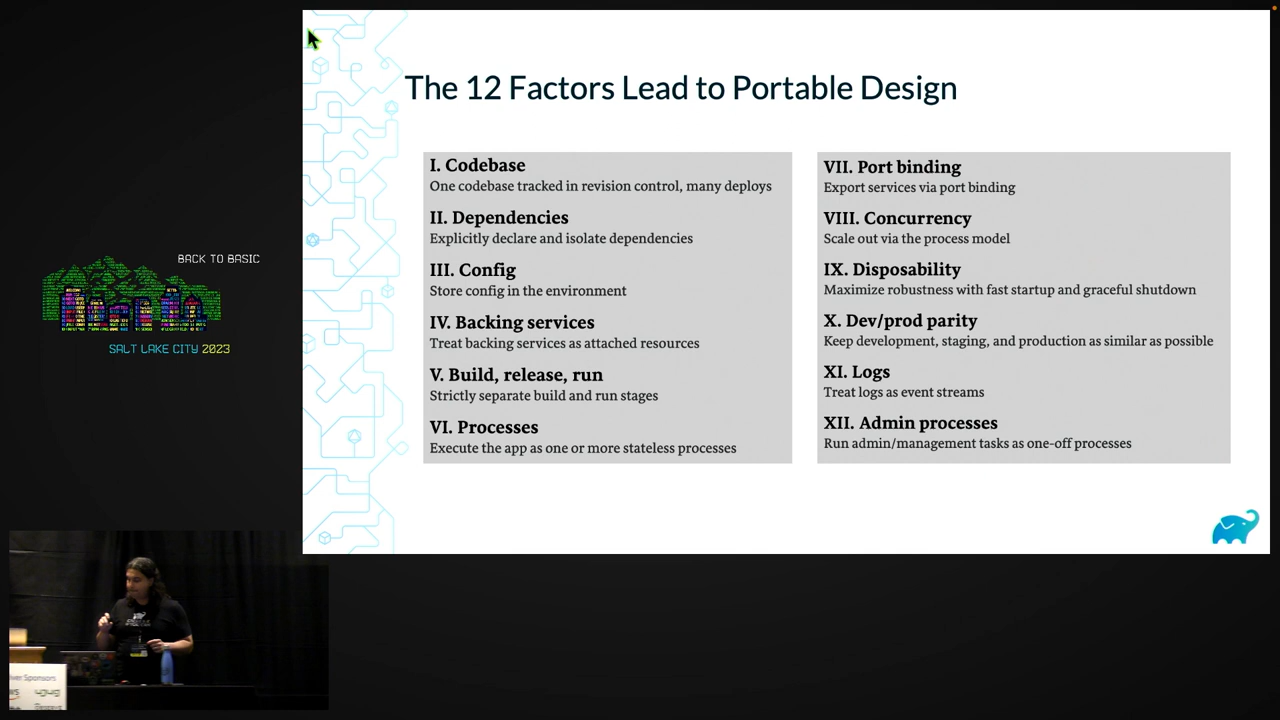 The 12 Factors Lead to Portable Design
I. Codebase
One codebase tracked in revision control, many deploys
II. Dependencies
Explicitly declare and isolate dependencies
III. Config
Store config in the environment
IV. Backing services
Treat backing services as attached resources
V. Build, release, run
Strictly separate build and run stages
VI. Processes
Execute the app as one or more stateless processes
VII. Port binding
Export services via port binding
VIII. Concurrency
Scale out via the process model
IX. Disposability
Maximize robustness with fast startup and graceful shutdown
X. Dev/prod parity
Keep development, staging, and production as similar as possible
XI. Logs
Treat logs as event streams
XII. Admin processes
Run admin/management tasks as one-off processes
BACK TO BASIC
SALT LAKE CITY 2023
Sponsors